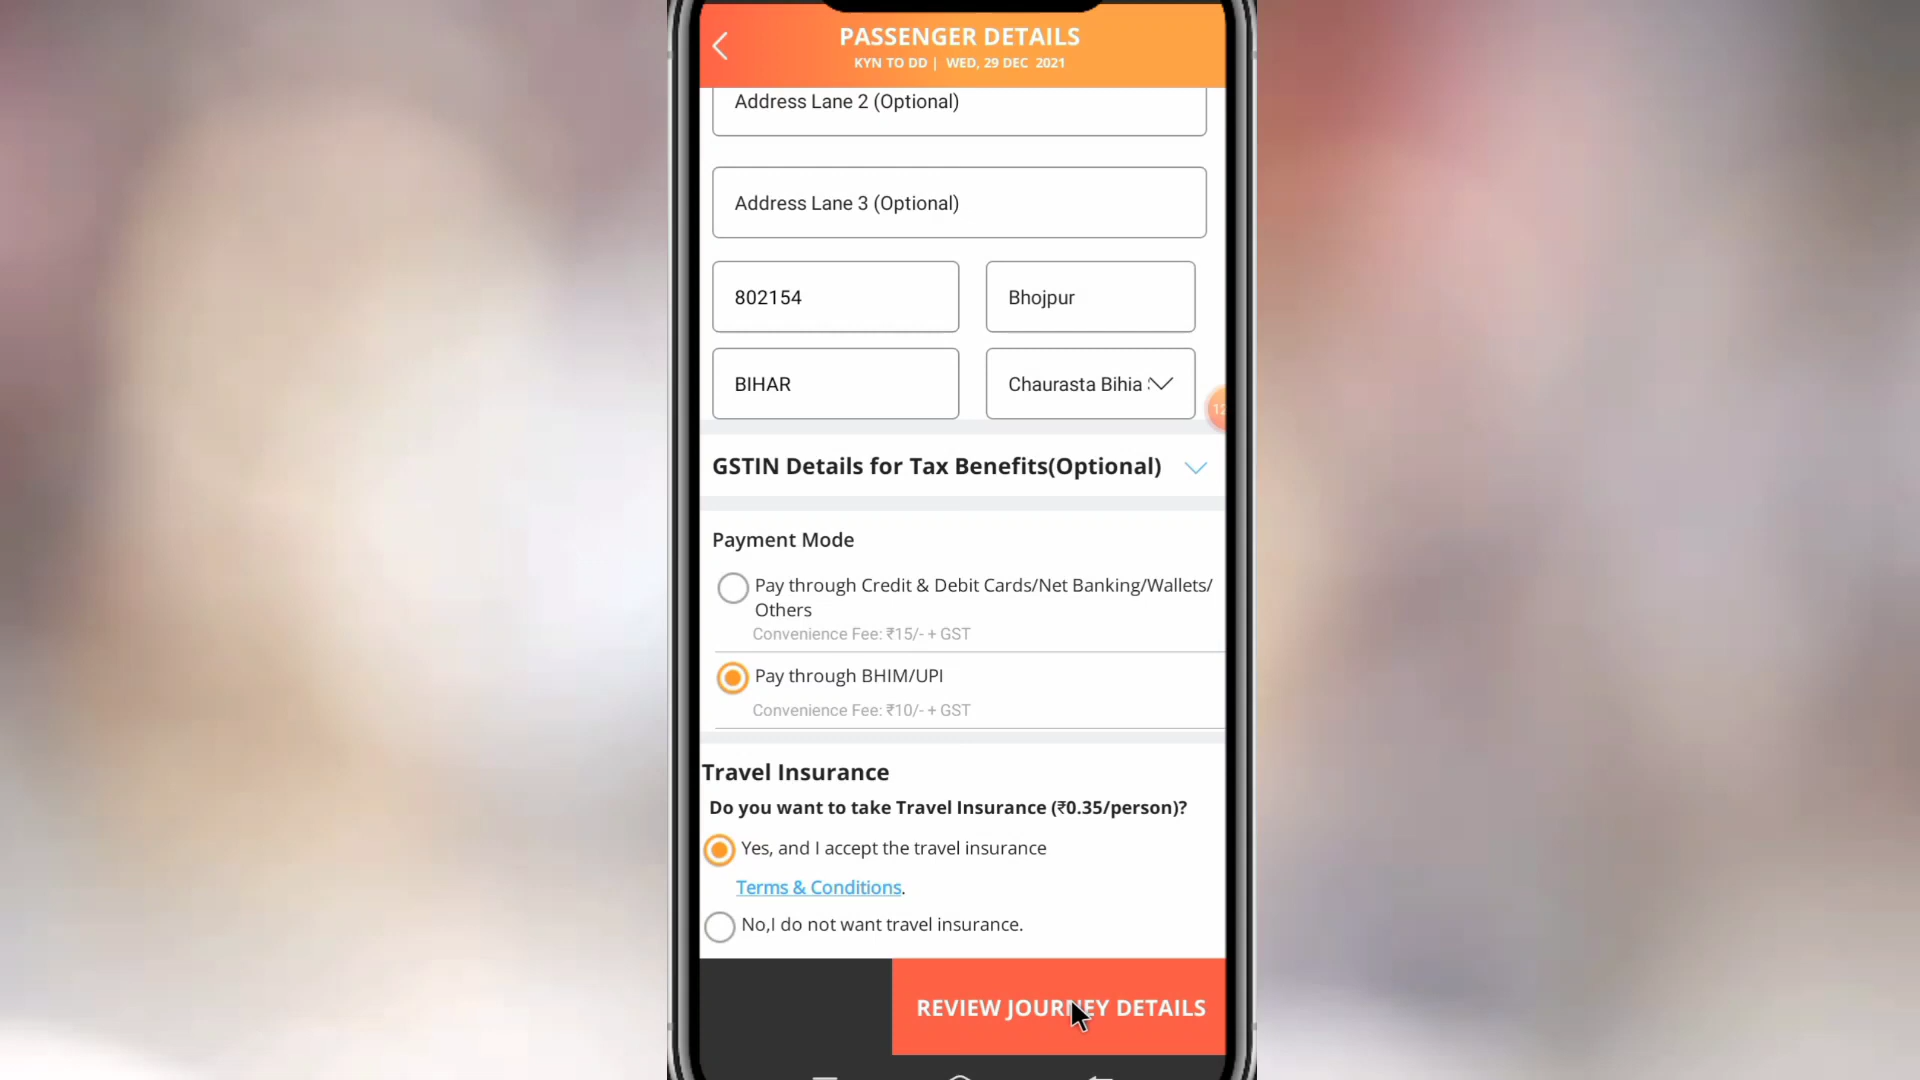 PASSENGER DETAILS
KYN TO DD | WED, 29 DEC 2021
Address Lane 2 (Optional)
Address Lane 3 (Optional)
802154
Bhojpur
BIHAR
Chaurasta Bihia
12
GSTIN Details for Tax Benefits(Optional)
Payment Mode
Pay through Credit & Debit Cards/Net Banking/Wallets/
Others
Convenience Fee: ₹15/- + GST
Pay through BHIM/UPI
Convenience Fee: ₹10/- + GST
Travel Insurance
Do you want to take Travel Insurance (₹0.35/person)?
Yes, and I accept the travel insurance
Terms & Conditions.
No,I do not want travel insurance.
REVIEW JOURNEY DETAILS